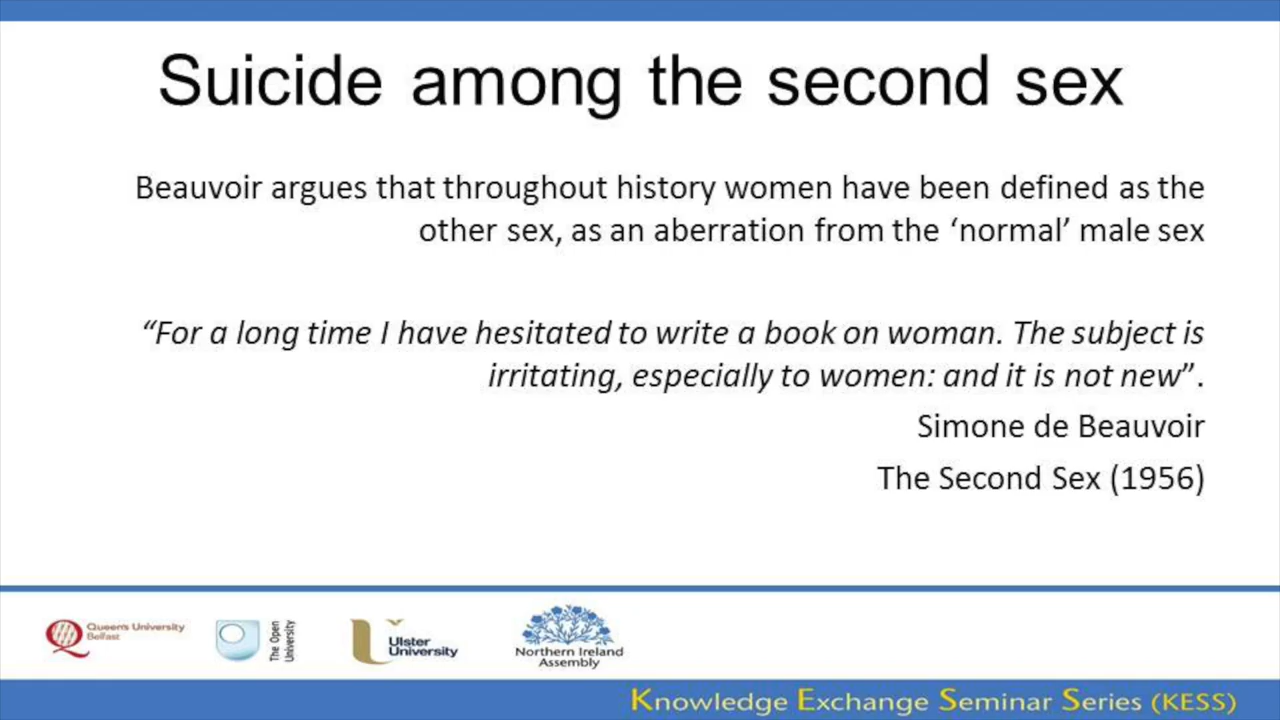 Suicide among the second sex
Beauvoir argues that throughout history women have been defined as the
other sex, as an aberration from the ‘normal’ male sex
“For a long time I have hesitated to write a book on woman. The subject is
irritating, especially to women: and it is not new”.
Simone de Beauvoir
The Second Sex (1956)
Queen's University
Belfast
The Open
University
Ulster
University
Northern Ireland
Assembly
Knowledge Exchange Seminar Series (KESS)